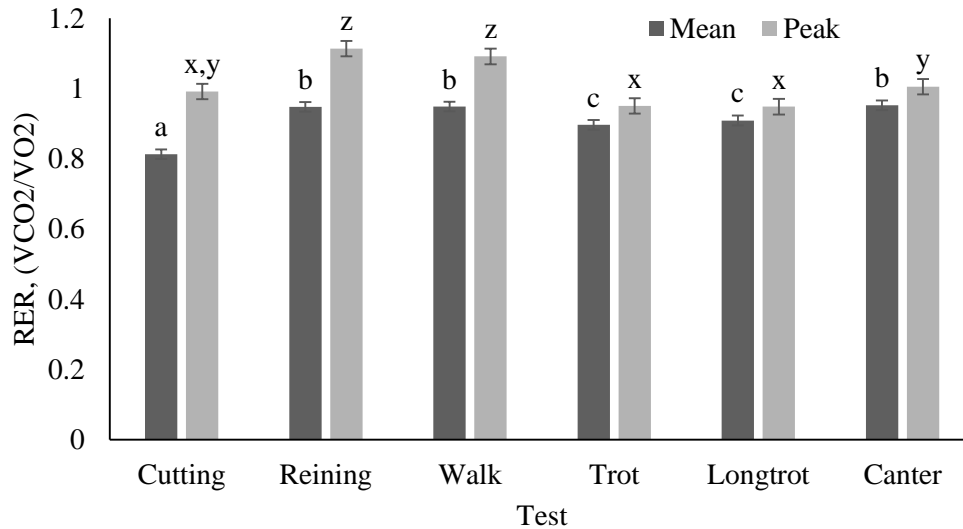 1.2
1
0.8
0.6
0.4
0.2
0
RER, (VCO2/VO2)
Mean Peak
a x,y b z b z c x c x b y
Cutting Reining Walk Trot Longtrot Canter
Test